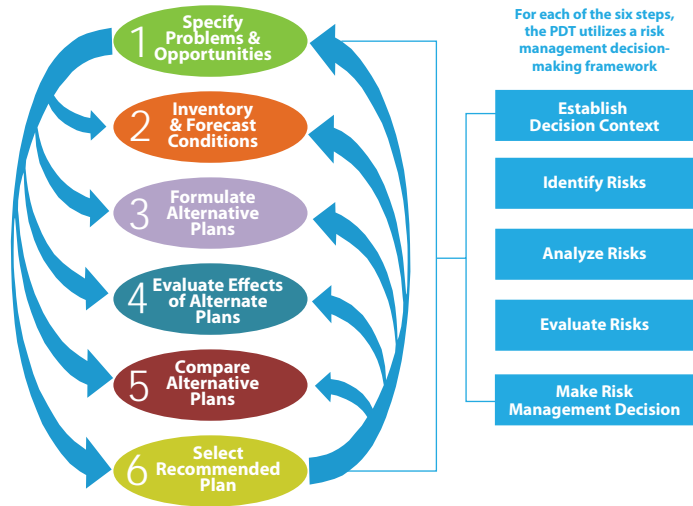 1
Specify
Problems &
Opportunities
2
Inventory
& Forecast
Conditions
3
Formulate
Alternative
Plans
4
Evaluate Effects
of Alternate
Plans
5
Compare
Alternative
Plans
6
Select
Recommended
Plan
For each of the six steps,
the PDT utilizes a risk
management decision-
making framework
Establish
Decision Context
Identify Risks
Analyze Risks
Evaluate Risks
Make Risk
Management Decision